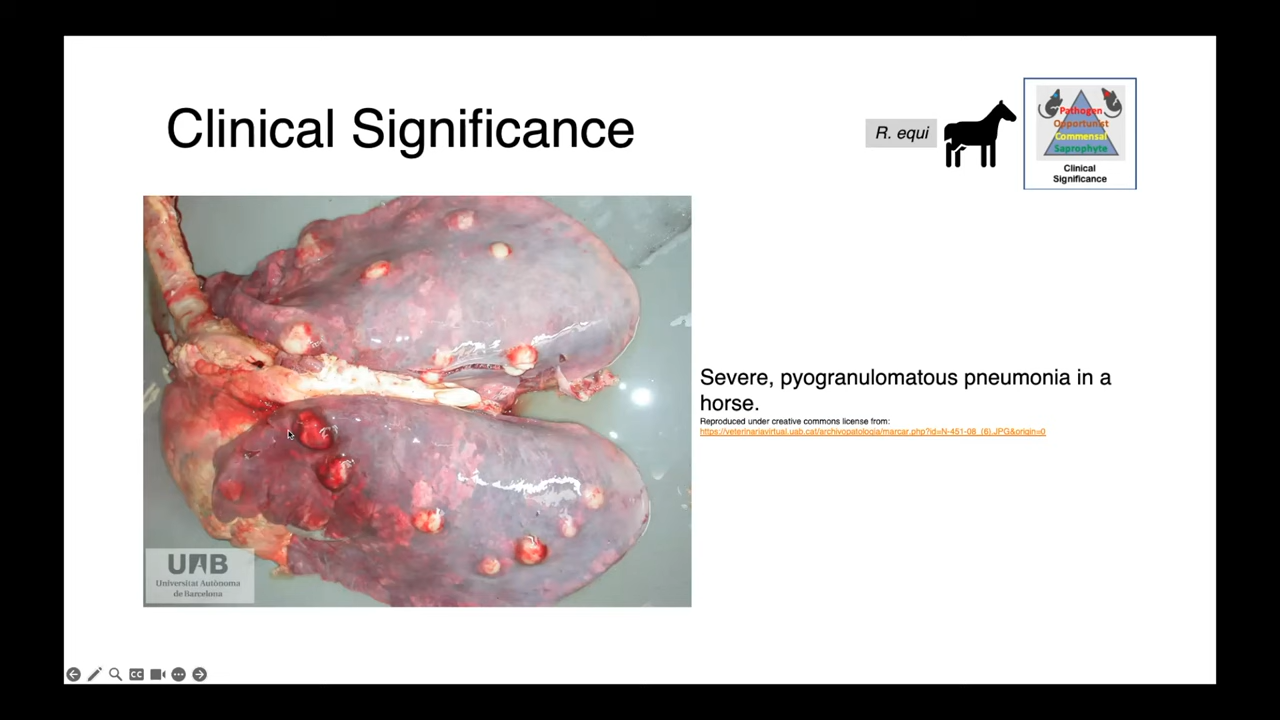 Clinical Significance
R. equi
Pathogen
Opportunist
Commensal
Saprophyte
Clinical
Significance
Severe, pyogranulomatous pneumonia in a
horse.
Reproduced under creative commons license from:
https://veterinariavirtual.uab.cat/archivopatologia/marcar.php?id=N-451-08_(6).JPG&origin=0
UAB
Universitat Autònoma
de Barcelona
CC